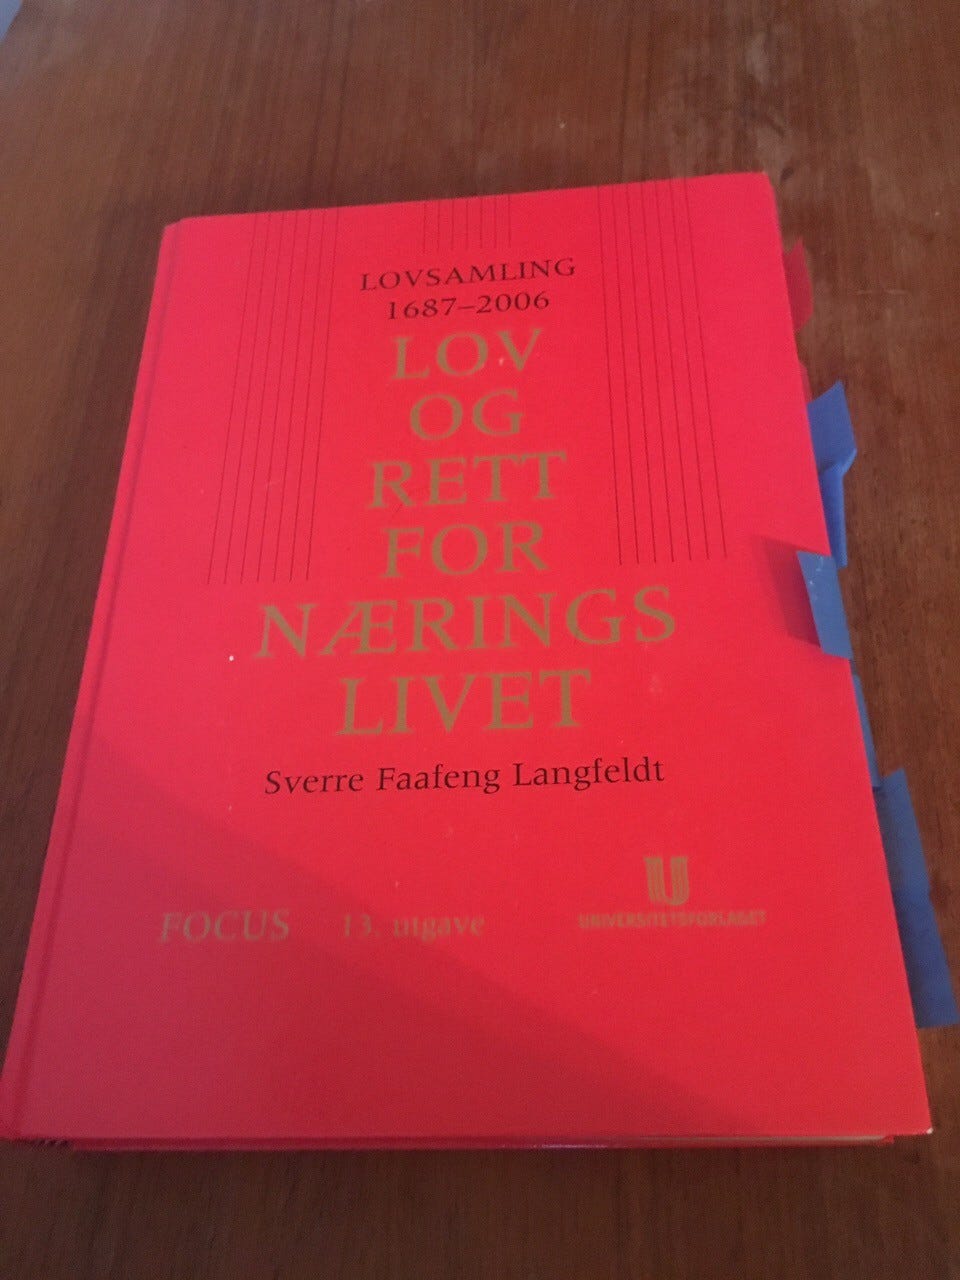 LOVSAMLING
1687–2006
LOV
OG
RETT
FOR
NÆRINGS
LIVET
Sverre Faafeng Langfeldt
FOCUS 13. utgave
UNIVERSITETSFORLAGET